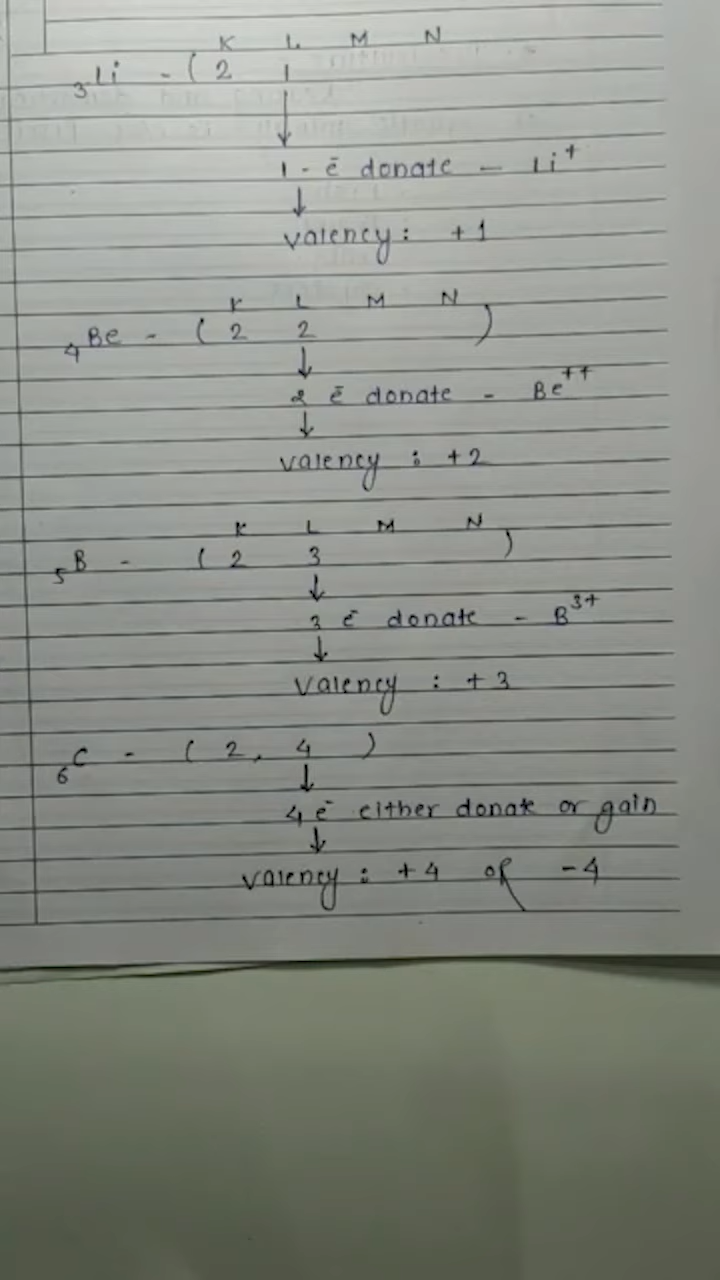 K L M N
₃Li - ( 2 1
↓
1 - ē donate - Li⁺
↓
valency : +1
K L M N
₄Be - ( 2 2 )
↓
2 ē donate - Be⁺⁺
↓
valency : +2
K L M N
₅B - ( 2 3 )
↓
3 ē donate - B³⁺
↓
valency : +3
₆C - ( 2, 4 )
↓
4 ē either donate or gain
↓
valency : +4 or -4